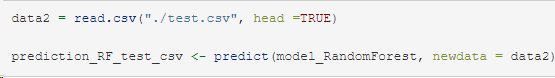 data2 = read.csv("./test.csv", head =TRUE)
prediction_RF_test_csv <- predict(model_RandomForest, newdata = data2)